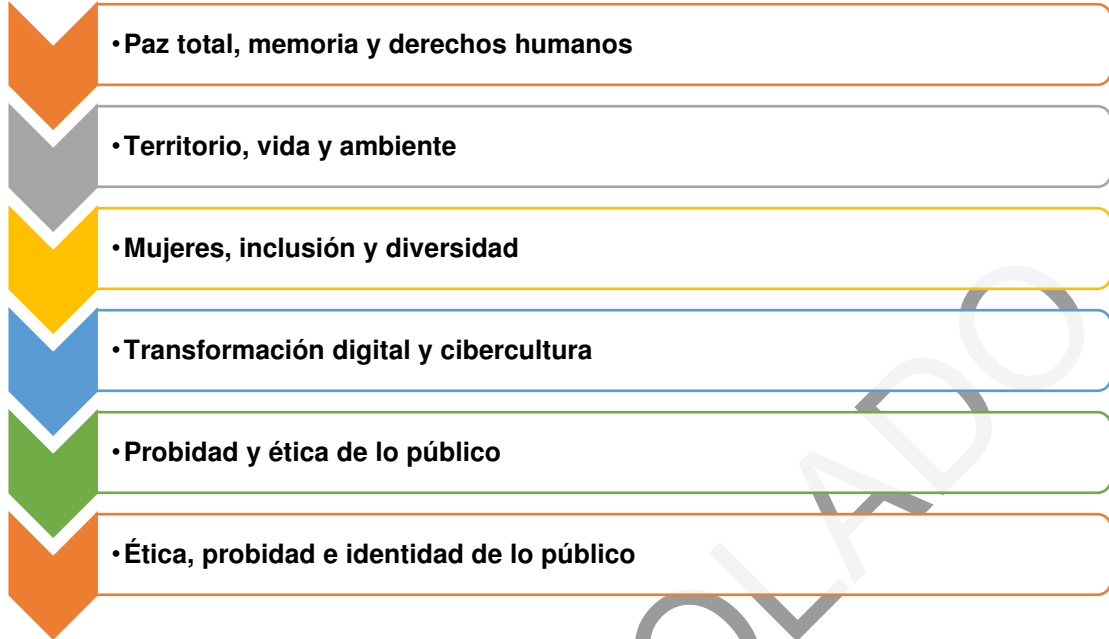 •Paz total, memoria y derechos humanos
•Territorio, vida y ambiente
•Mujeres, inclusión y diversidad
•Transformación digital y cibercultura
•Probidad y ética de lo público
•Ética, probidad e identidad de lo público
OLADO